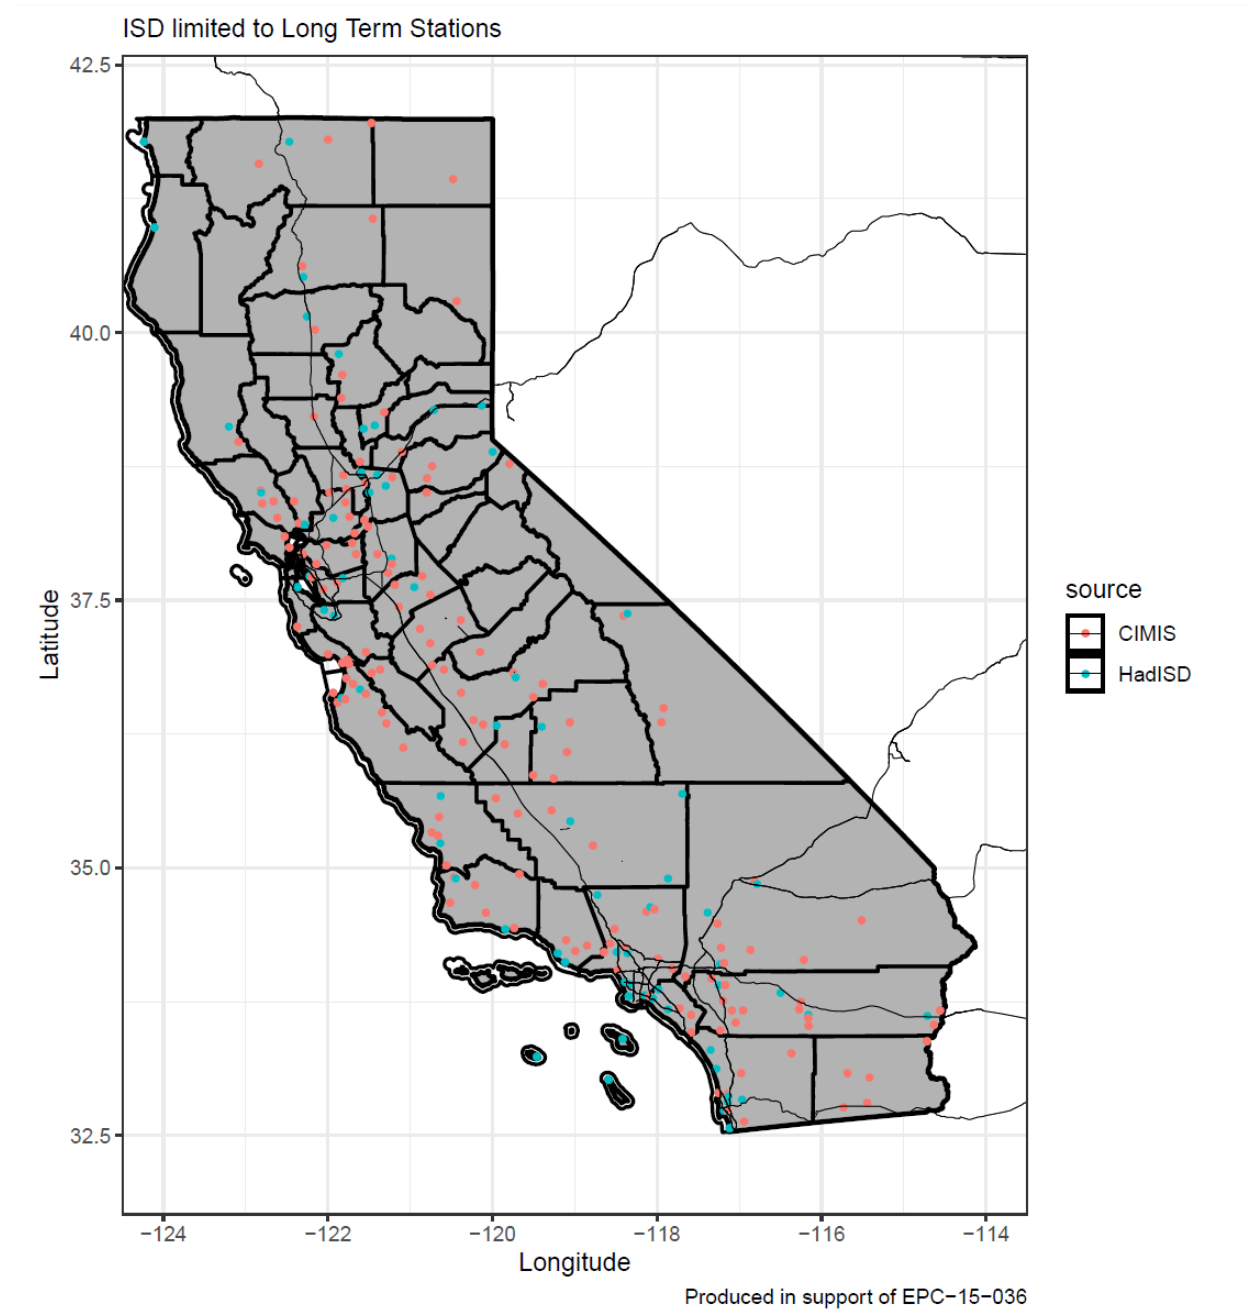 ISD limited to Long Term Stations
42.5
40.0
37.5
35.0
32.5
Latitude
−124
−122
−120
−118
−116
−114
Longitude
source
CIMIS
HadISD
Produced in support of EPC−15−036